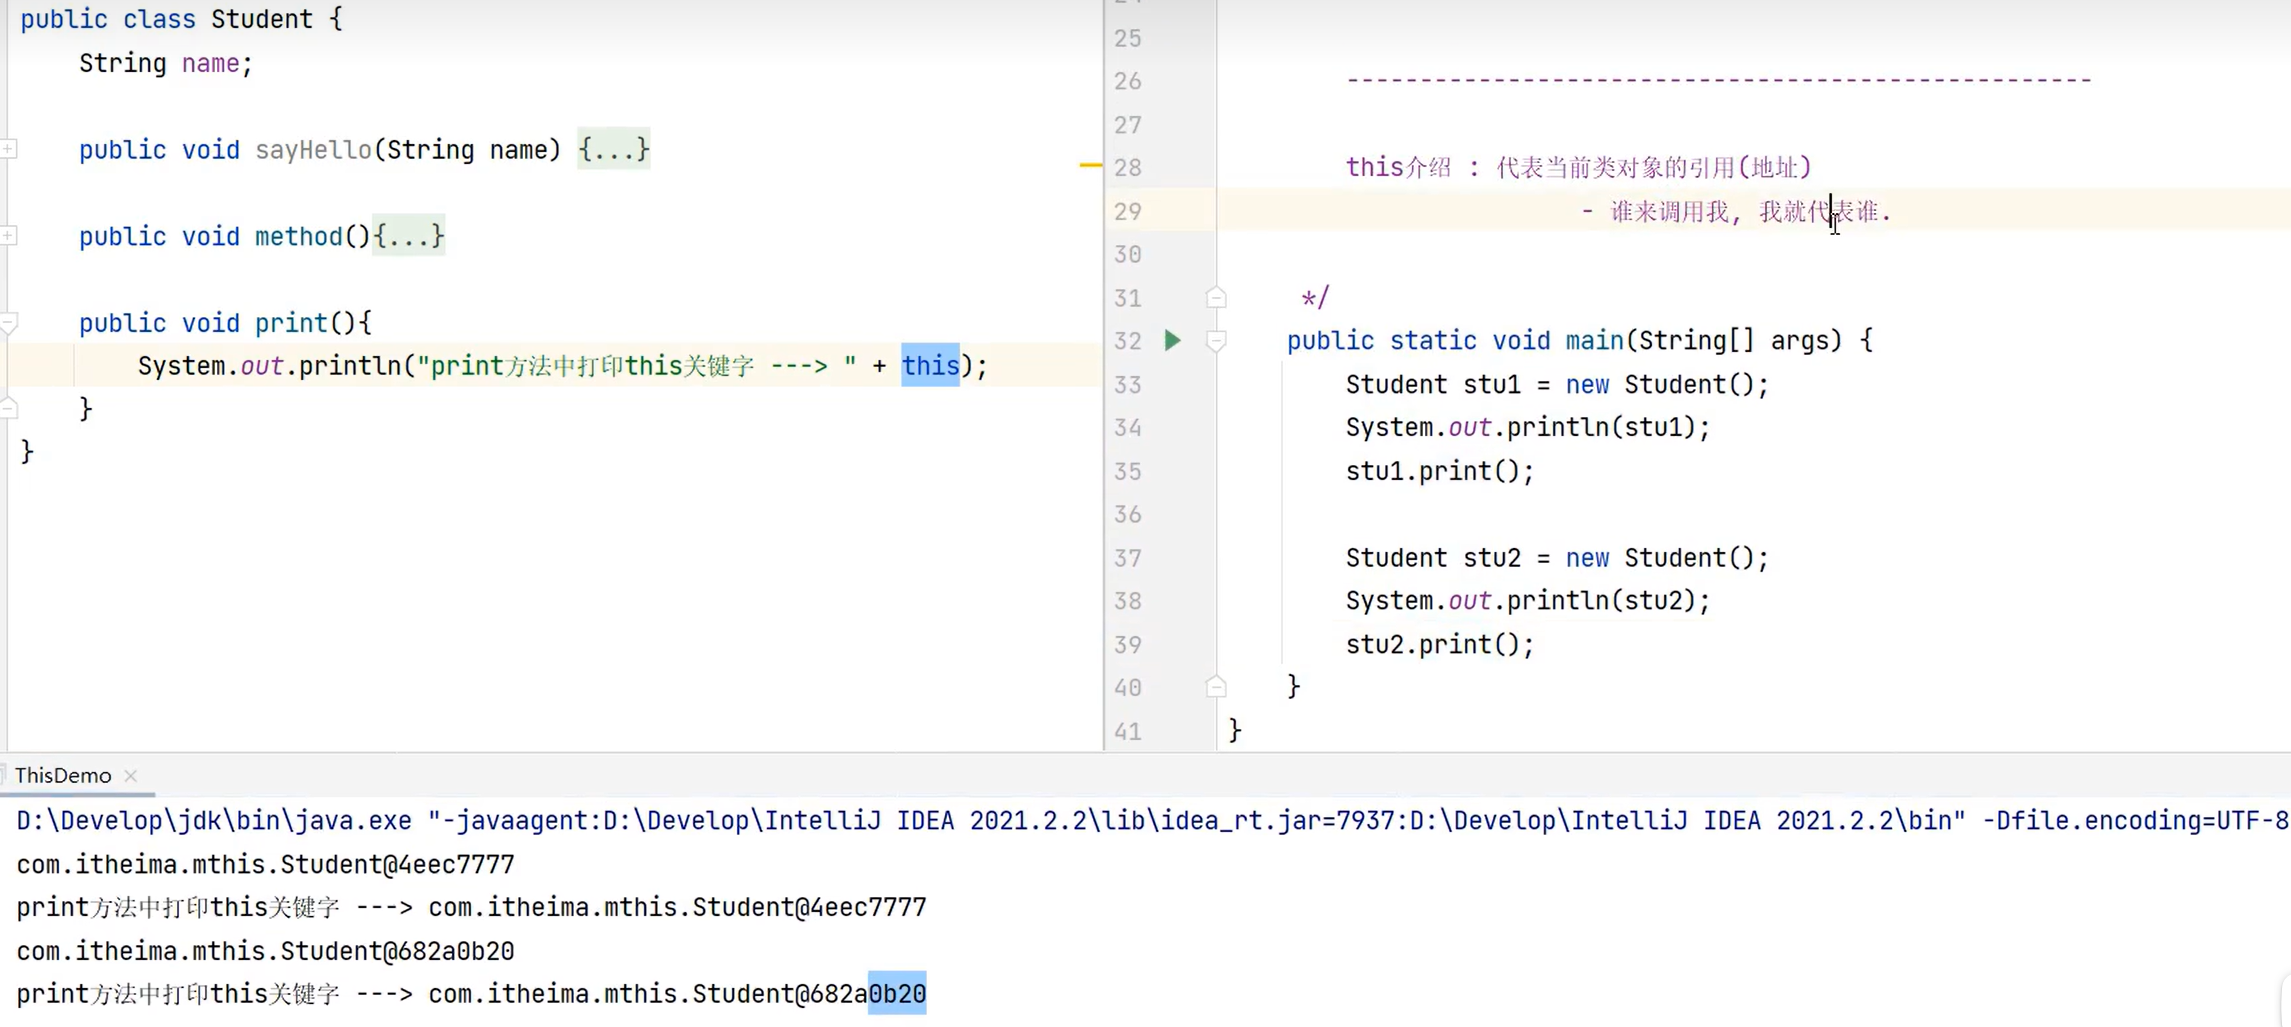 public class Student {
String name;
public void sayHello(String name) {...}
public void method(){...}
public void print(){
System.out.println("print方法中打印this关键字 ---> " + this);
}
}
25
26 ---------------------------------------------------
27
28 this介绍 : 代表当前类对象的引用(地址)
29 - 谁来调用我, 我就代表谁.
30
31 */
32 public static void main(String[] args) {
33 Student stu1 = new Student();
34 System.out.println(stu1);
35 stu1.print();
36
37 Student stu2 = new Student();
38 System.out.println(stu2);
39 stu2.print();
40 }
41 }
ThisDemo
D:\Develop\jdk\bin\java.exe "-javaagent:D:\Develop\IntelliJ IDEA 2021.2.2\lib\idea_rt.jar=7937:D:\Develop\IntelliJ IDEA 2021.2.2\bin" -Dfile.encoding=UTF-8
com.itheima.mthis.Student@4eec7777
print方法中打印this关键字 ---> com.itheima.mthis.Student@4eec7777
com.itheima.mthis.Student@682a0b20
print方法中打印this关键字 ---> com.itheima.mthis.Student@682a0b20